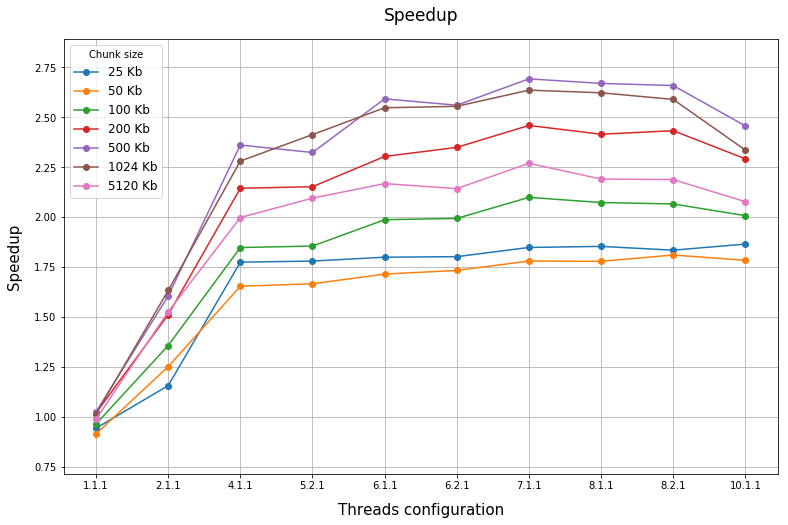 Speedup
Chunk size
25 Kb
50 Kb
100 Kb
200 Kb
500 Kb
1024 Kb
5120 Kb
Speedup
2.75
2.50
2.25
2.00
1.75
1.50
1.25
1.00
0.75
1.1.1 2.1.1 4.1.1 5.2.1 6.1.1 6.2.1 7.1.1 8.1.1 8.2.1 10.1.1
Threads configuration